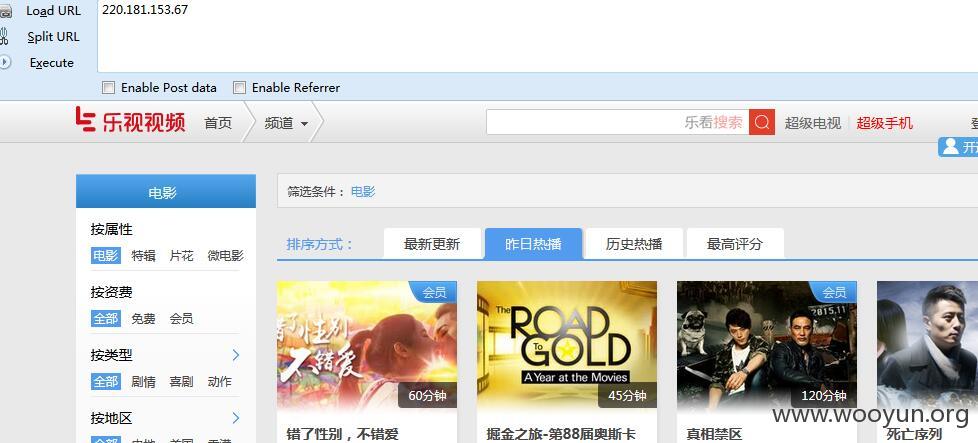 Load URL
220.181.153.67
Split URL
Execute
Enable Post data
Enable Referrer
乐视视频
首页
频道
乐看搜索
超级电视
超级手机
电影
筛选条件： 电影
按属性
电影 特辑 片花 微电影
排序方式：
最新更新
昨日热播
历史热播
最高评分
按资费
全部 免费 会员
按类型
全部 剧情 喜剧 动作
按地区
会员
不错爱
60分钟
错了性别，不错爱
The
ROAD
To
GOLD
A Year at the Movies
45分钟
掘金之旅-第88届奥斯卡
会员
2015.11
120分钟
真相禁区
死亡序列
www.wooyun.org